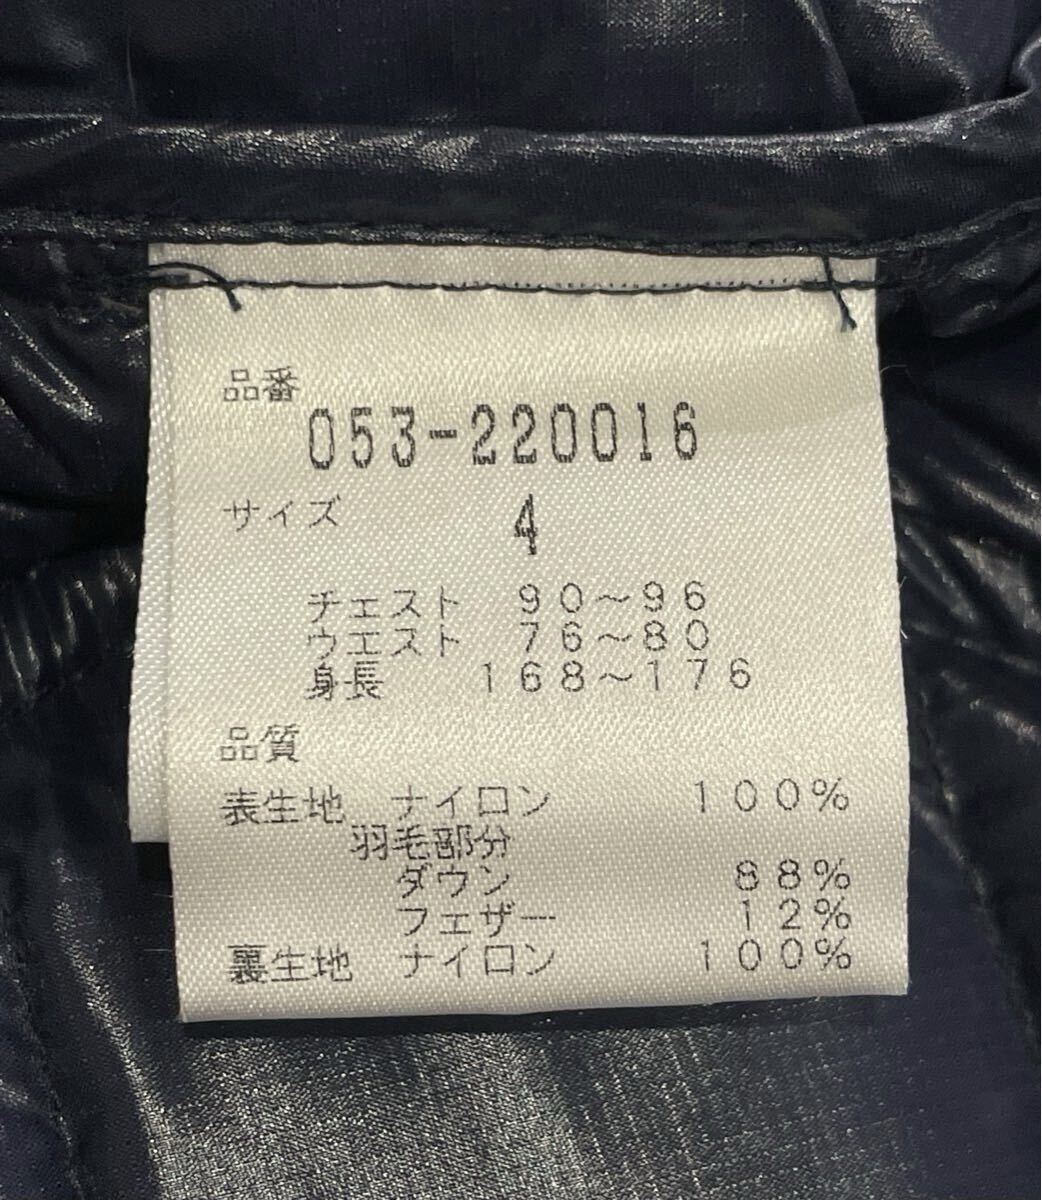 品番
053-220016
サイズ 4
チェスト 90～96
ウエスト 76～80
身長 168～176
品質
表生地 ナイロン 100%
羽毛部分
ダウン 88%
フェザー 12%
裏生地 ナイロン 100%